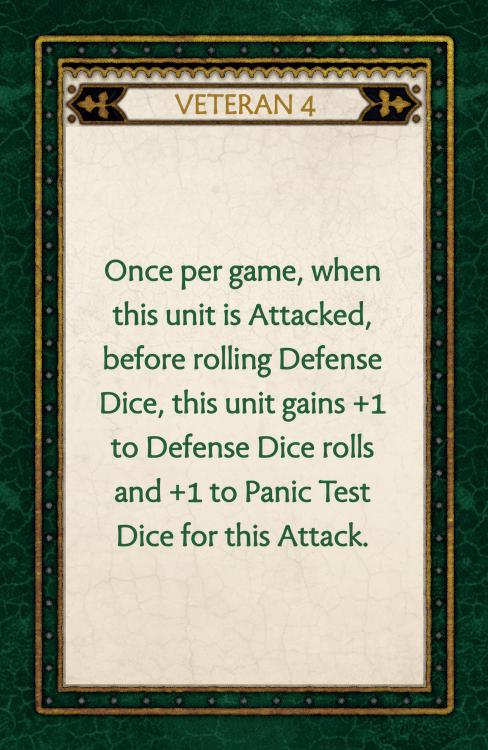 VETERAN 4
Once per game, when
this unit is Attacked,
before rolling Defense
Dice, this unit gains +1
to Defense Dice rolls
and +1 to Panic Test
Dice for this Attack.